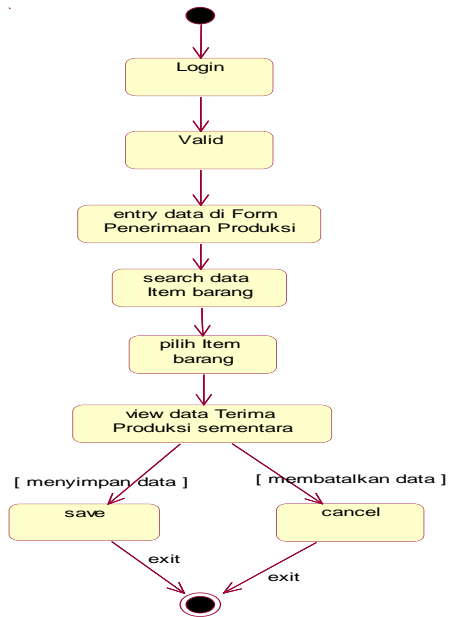 Login
Valid
entry data di Form
Penerimaan Produksi
search data
Item barang
pilih Item
barang
view data Terima
Produksi sementara
[ menyimpan data ]
[ membatalkan data ]
save
cancel
exit
exit